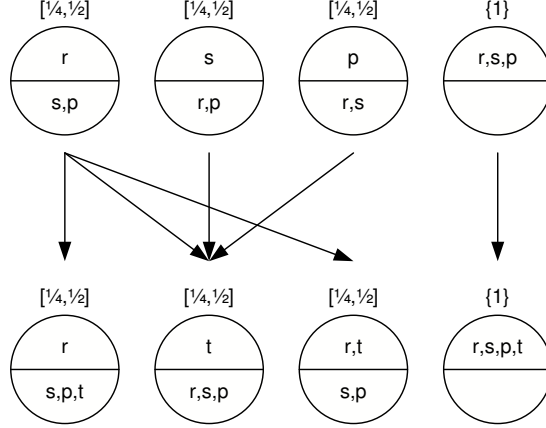 [¼,½] [¼,½] [¼,½] {1}
r s p r,s,p
s,p r,p r,s
[¼,½] [¼,½] [¼,½] {1}
r t r,t r,s,p,t
s,p,t r,s,p s,p